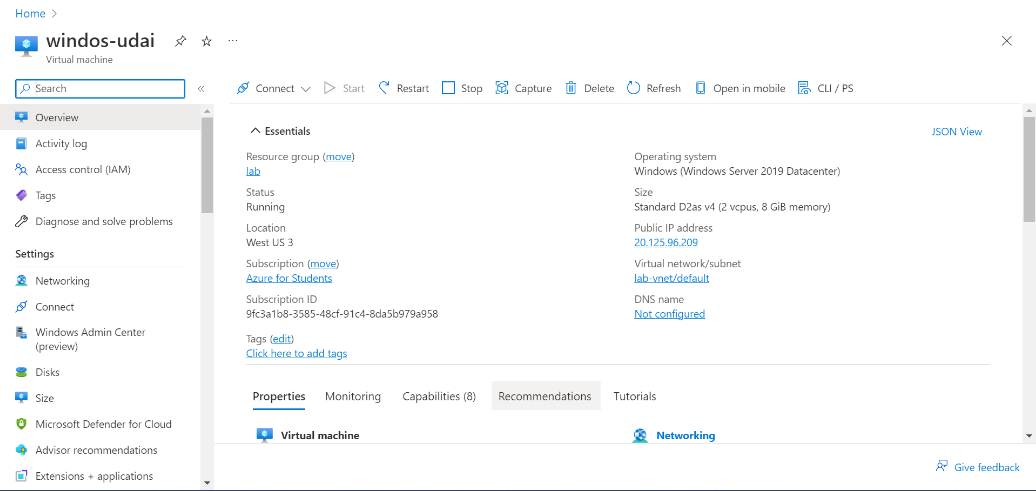 Home >
windos-udai ...
Virtual machine
Search «
Overview
Activity log
Access control (IAM)
Tags
Diagnose and solve problems
Settings
Networking
Connect
Windows Admin Center
(preview)
Disks
Size
Microsoft Defender for Cloud
Advisor recommendations
Extensions + applications
Connect Start Restart Stop Capture Delete Refresh Open in mobile CLI / PS
Essentials JSON View
Resource group (move)
lab
Status
Running
Location
West US 3
Subscription (move)
Azure for Students
Subscription ID
9fc3a1b8-3585-48cf-91c4-8da5b979a958
Tags (edit)
Click here to add tags
Operating system
Windows (Windows Server 2019 Datacenter)
Size
Standard D2as v4 (2 vcpus, 8 GiB memory)
Public IP address
20.125.96.209
Virtual network/subnet
lab-vnet/default
DNS name
Not configured
Properties Monitoring Capabilities (8) Recommendations Tutorials
Virtual machine Networking
Give feedback